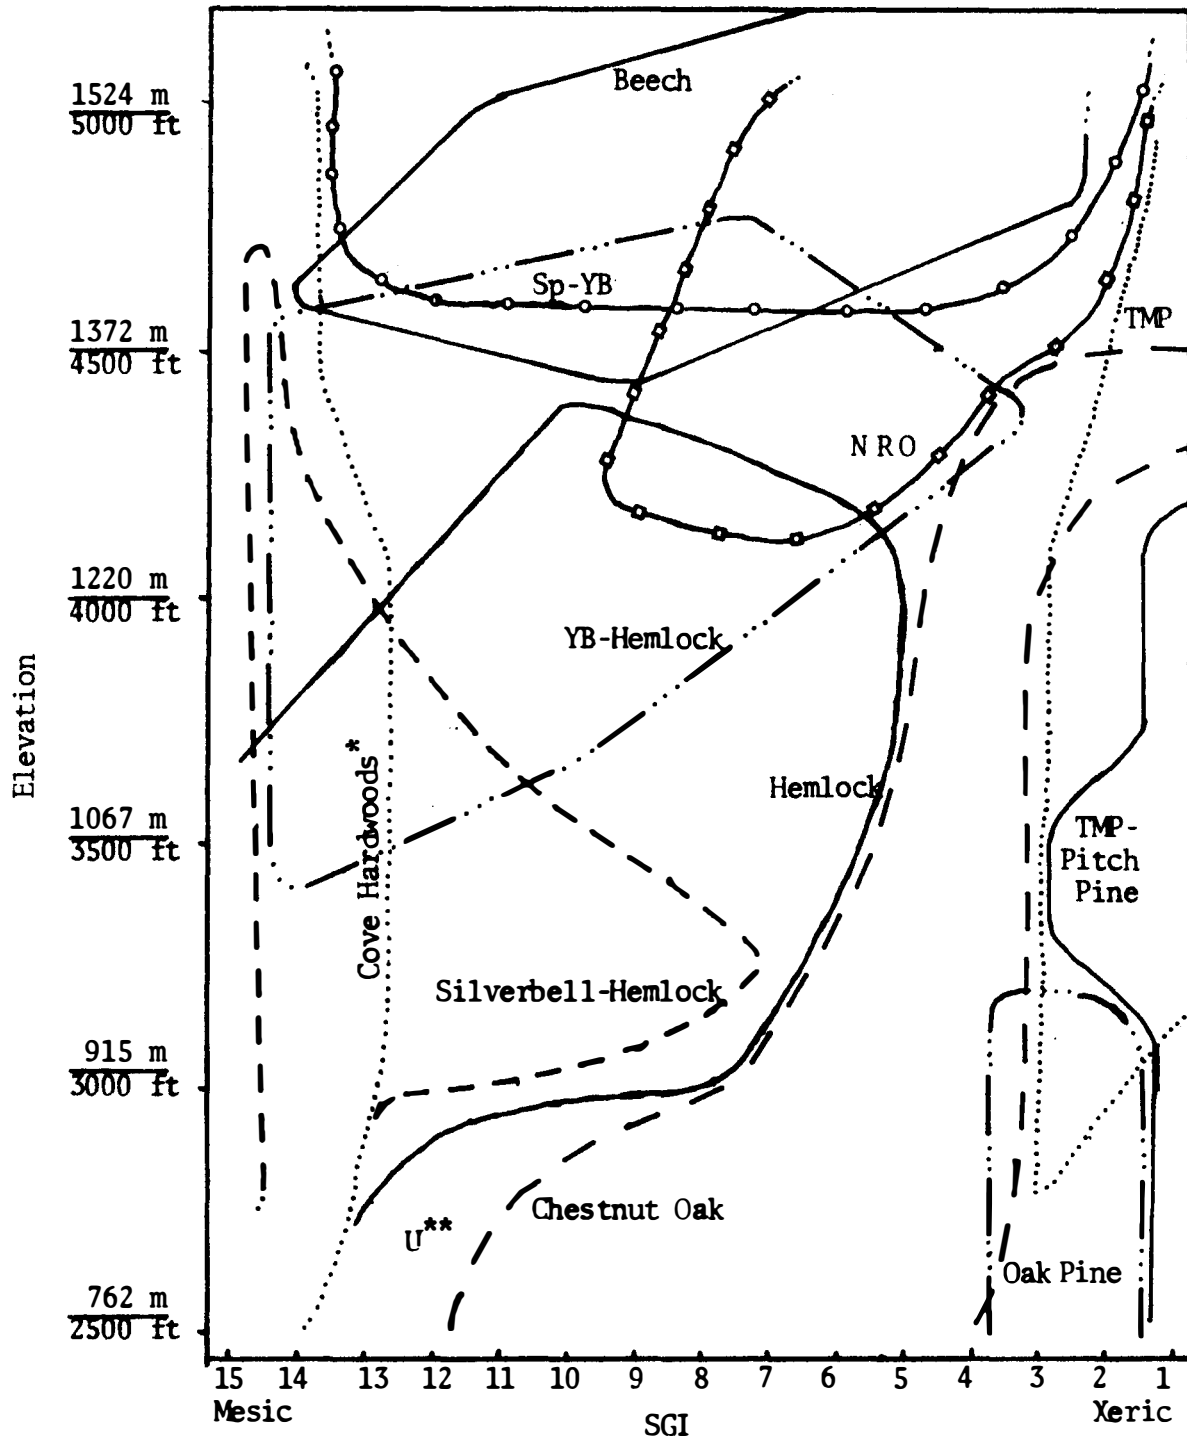 Beech
1524 m
5000 ft
Sp-YB
TMP
1372 m
4500 ft
NRO
1220 m
4000 ft
YB-Hemlock
Elevation
Cove Hardwoods*
Hemlock
1067 m
3500 ft
TMP-
Pitch
Pine
Silverbell-Hemlock
915 m
3000 ft
Chestnut Oak
U**
Oak Pine
762 m
2500 ft
15 14 13 12 11 10 9 8 7 6 5 4 3 2 1
Mesic
Xeric
SGI